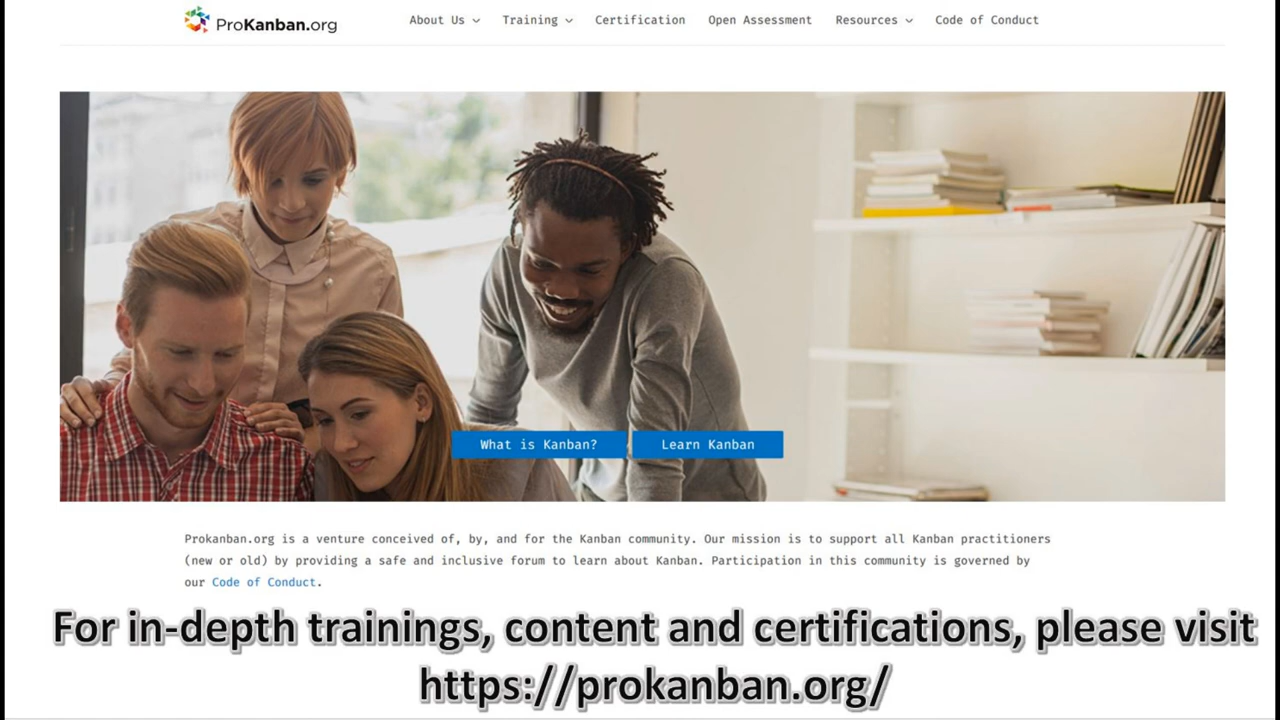 ProKanban.org
About Us Training Certification Open Assessment Resources Code of Conduct
What is Kanban? Learn Kanban
Prokanban.org is a venture conceived of, by, and for the Kanban community. Our mission is to support all Kanban practitioners
(new or old) by providing a safe and inclusive forum to learn about Kanban. Participation in this community is governed by
our Code of Conduct.
For in-depth trainings, content and certifications, please visit
https://prokanban.org/